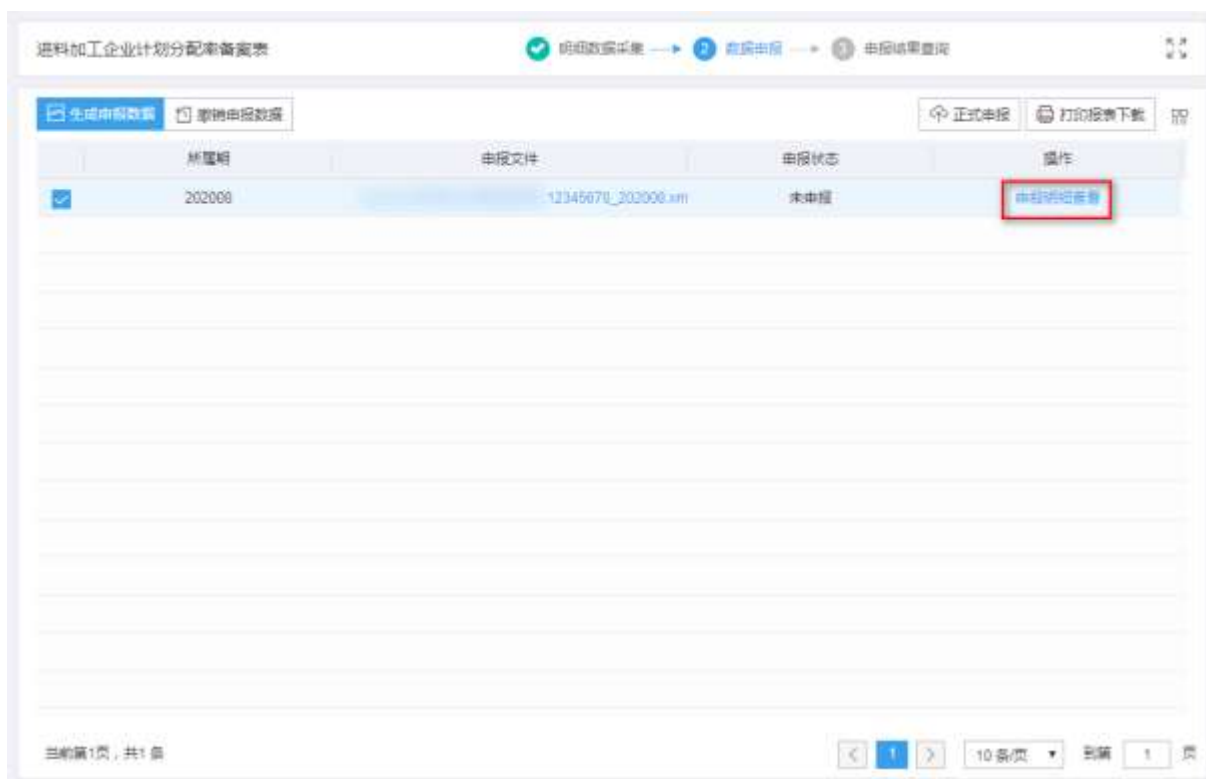 进料加工企业计划分配率备案表
明细数据采集 2 数据申报 3 申报结果查询
生成申报数据 撤销申报数据 正式申报 打印报表下载
所属期 申报文件 申报状态 操作
202006 12345678_202006.xml 未申报 申报明细查看
当前第1页,共1条 < 1 > 10条/页 到第 1 页